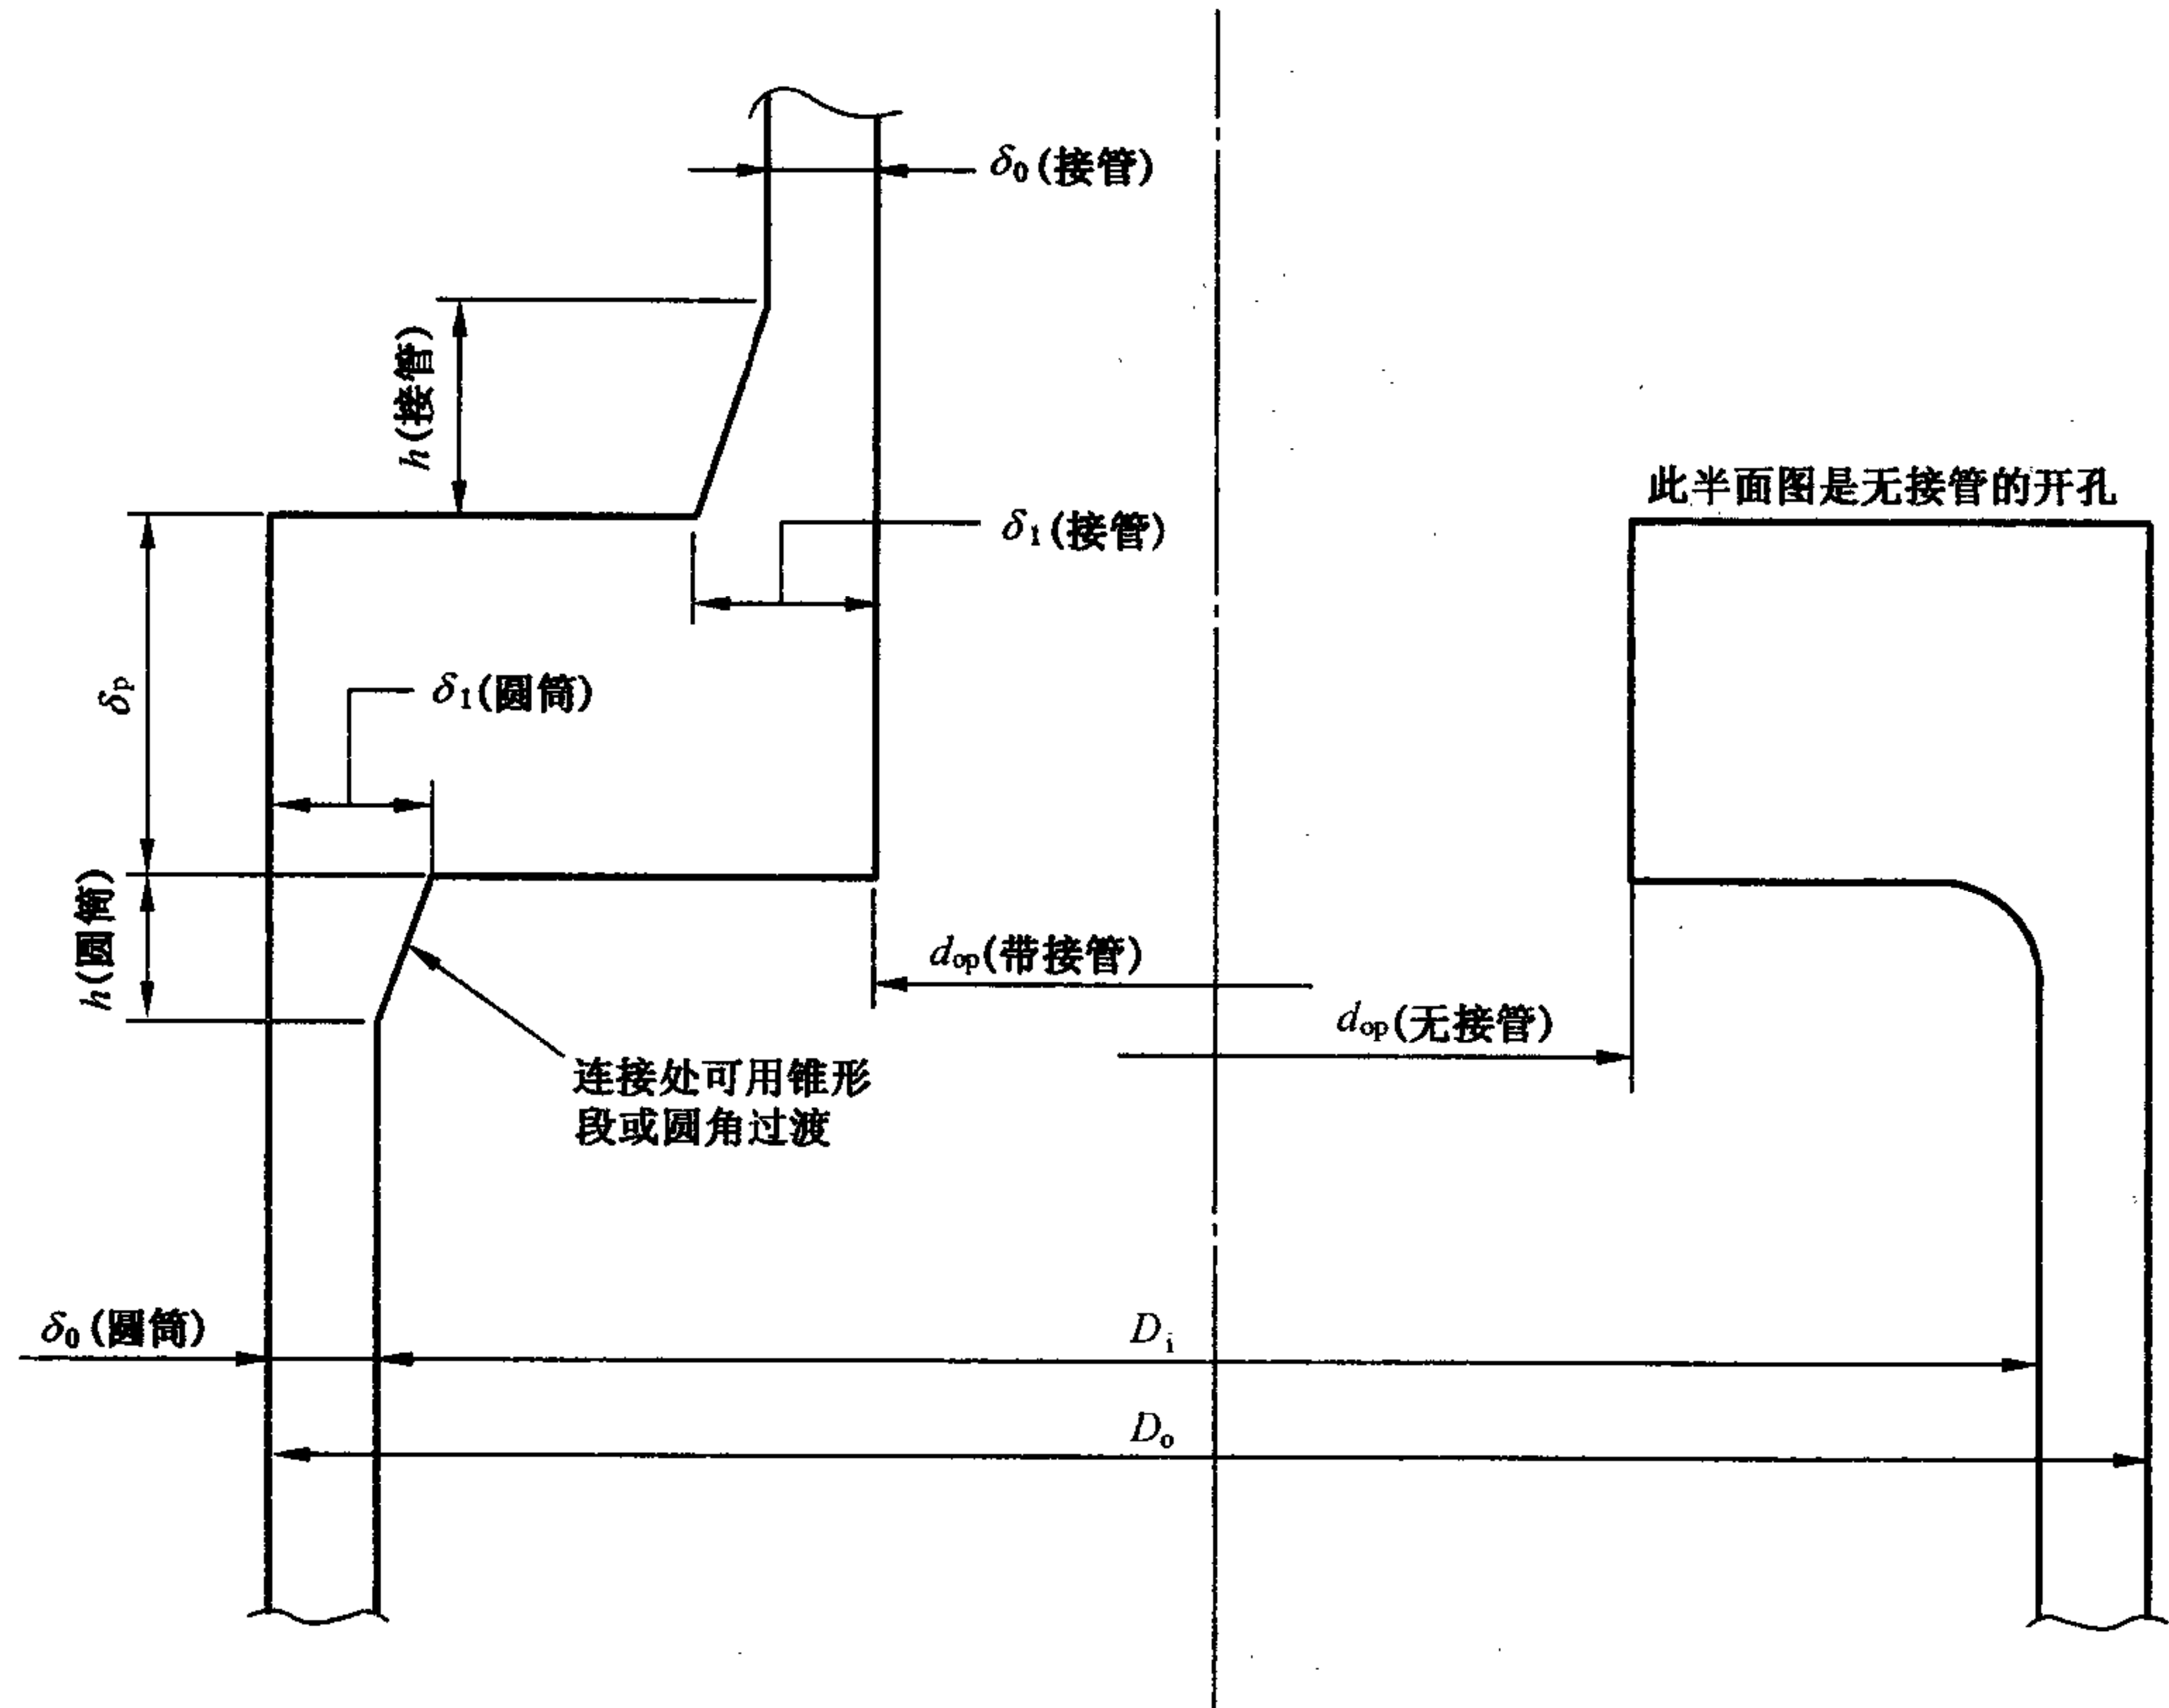 δ₀(接管)
h(接管)
此半面图是无接管的开孔
δ₁(接管)
δₚ
δ₁(圆筒)
h(圆筒)
dₒₚ(带接管)
dₒₚ(无接管)
连接处可用锥形
段或圆角过渡
δ₀(圆筒)
Dᵢ
Dₒ